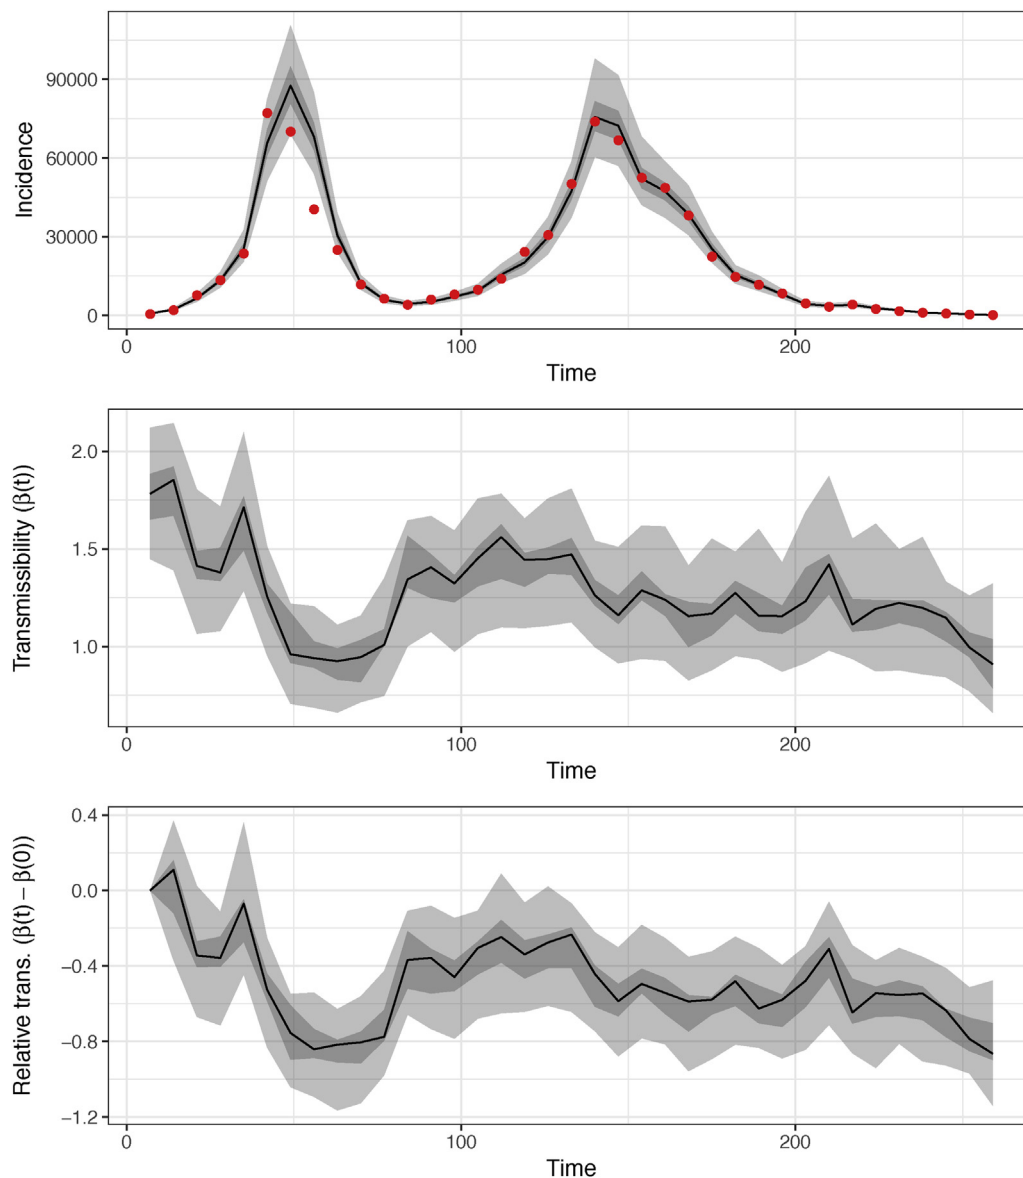 90000
60000
30000
0
Incidence
0 100 200
Time
2.0
1.5
1.0
Transmissibility (β(t))
0 100 200
Time
0.4
0.0
−0.4
−0.8
−1.2
Relative trans. (β(t) − β(0))
0 100 200
Time